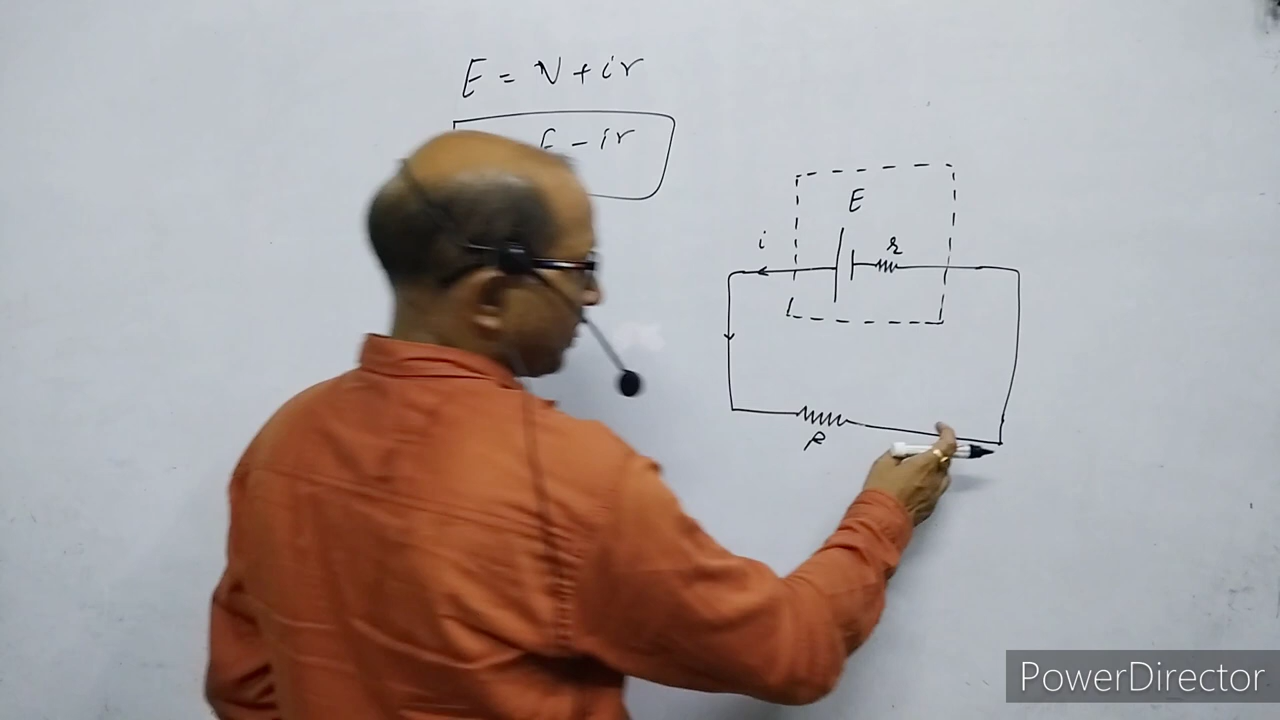 E = V + ir
E - ir
E
i
r
R
PowerDirector